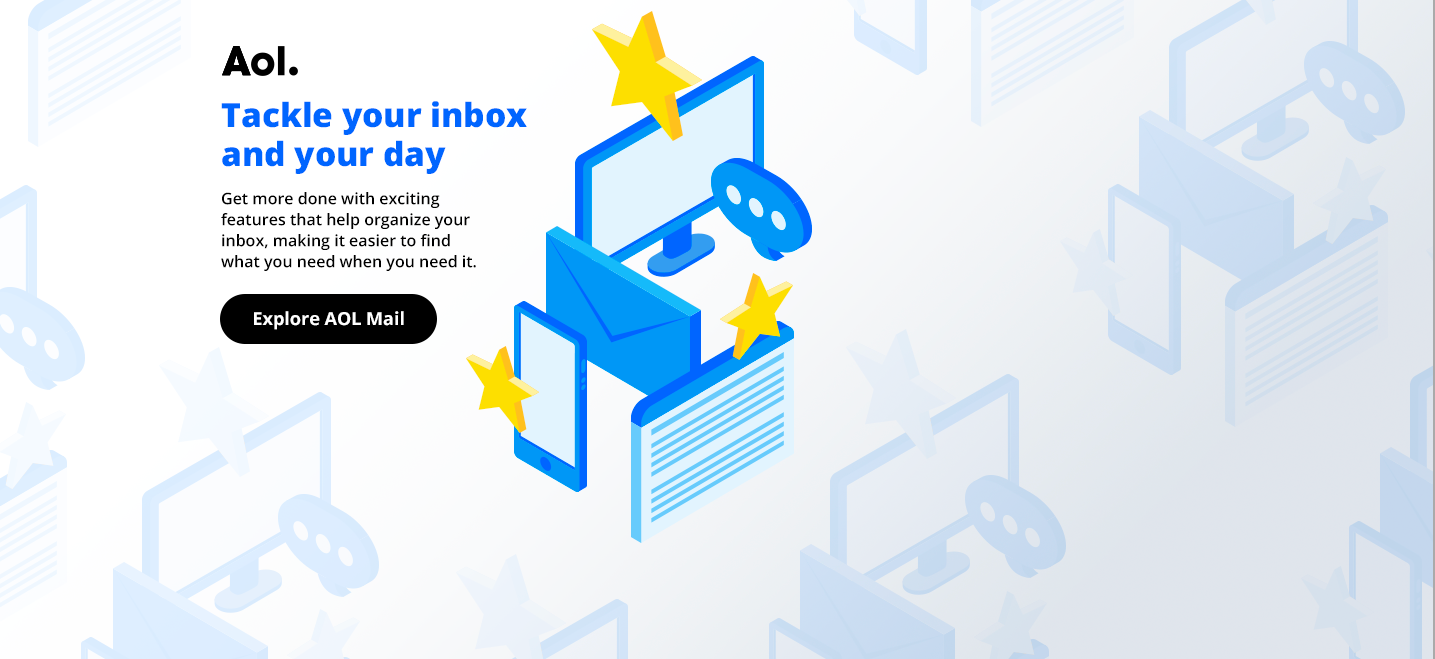 Aol.
Tackle your inbox
and your day
Get more done with exciting
features that help organize your
inbox, making it easier to find
what you need when you need it.
Explore AOL Mail